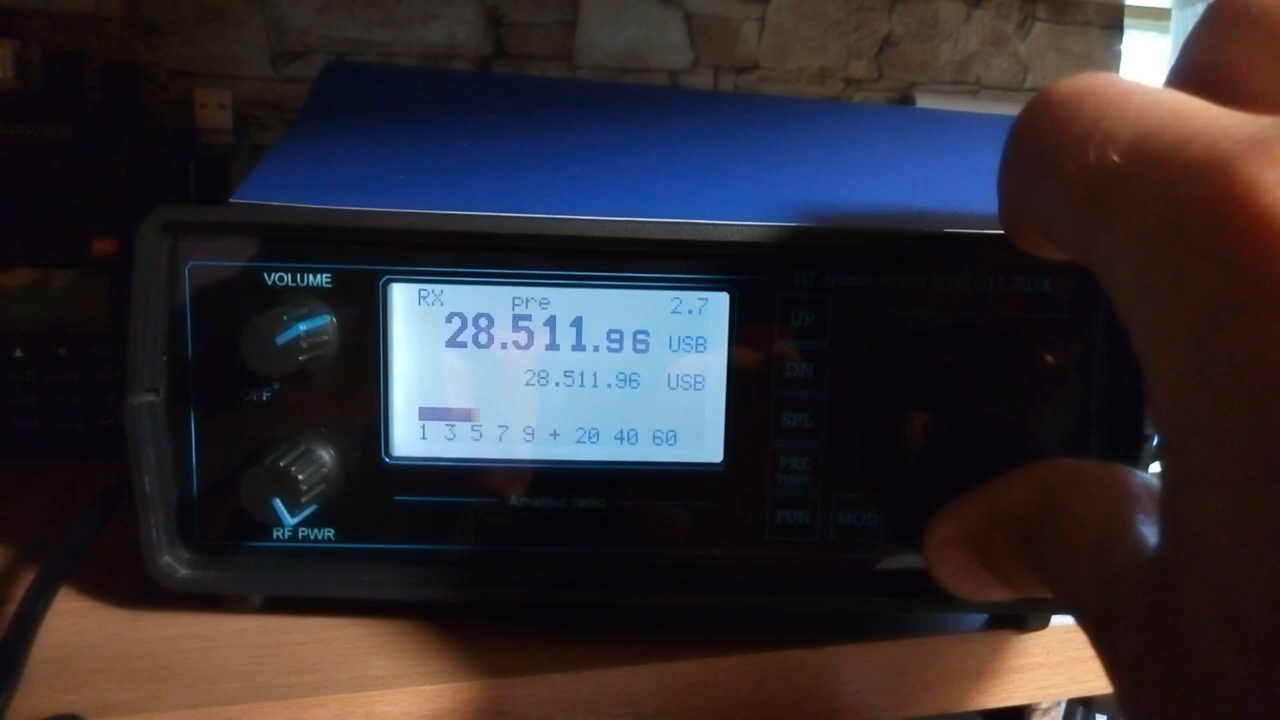 VOLUME
OFF
RF PWR
RX pre 2.7
28.511.96 USB
28.511.96 USB
1 3 5 7 9 + 20 40 60
Amateur radio
UP
DN
SPL
PRE
FUN MOD